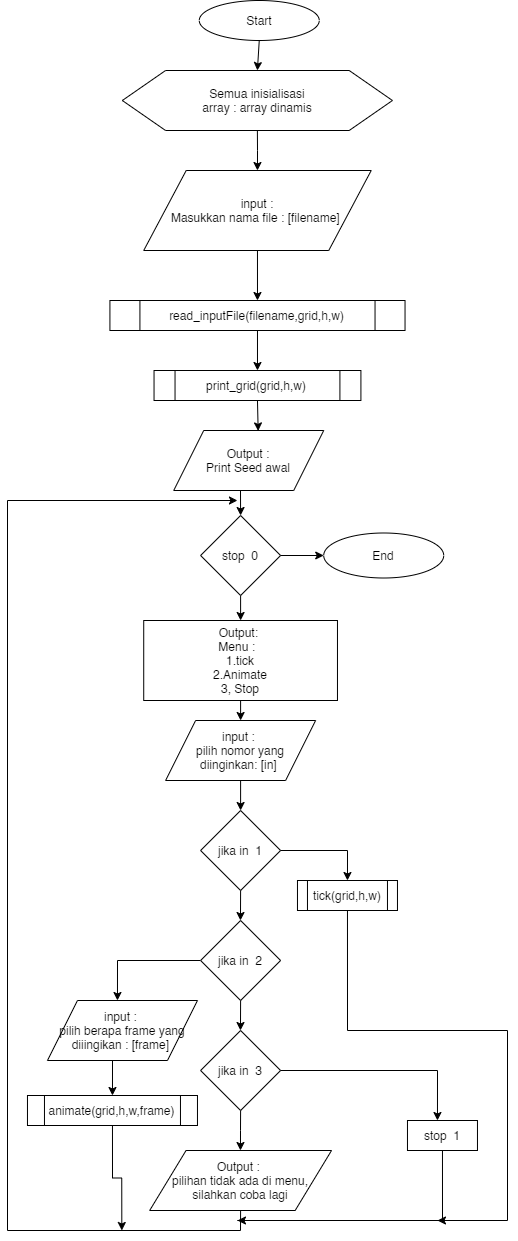 Start
Semua inisialisasi
array : array dinamis
input :
Masukkan nama file : [filename]
read_inputFile(filename,grid,h,w)
print_grid(grid,h,w)
Output :
Print Seed awal
stop 0
End
Output:
Menu :
1.tick
2.Animate
3, Stop
input :
pilih nomor yang
diinginkan: [in]
jika in 1
tick(grid,h,w)
jika in 2
input :
pilih berapa frame yang
diiingikan : [frame]
jika in 3
animate(grid,h,w,frame)
stop 1
Output :
pilihan tidak ada di menu,
silahkan coba lagi